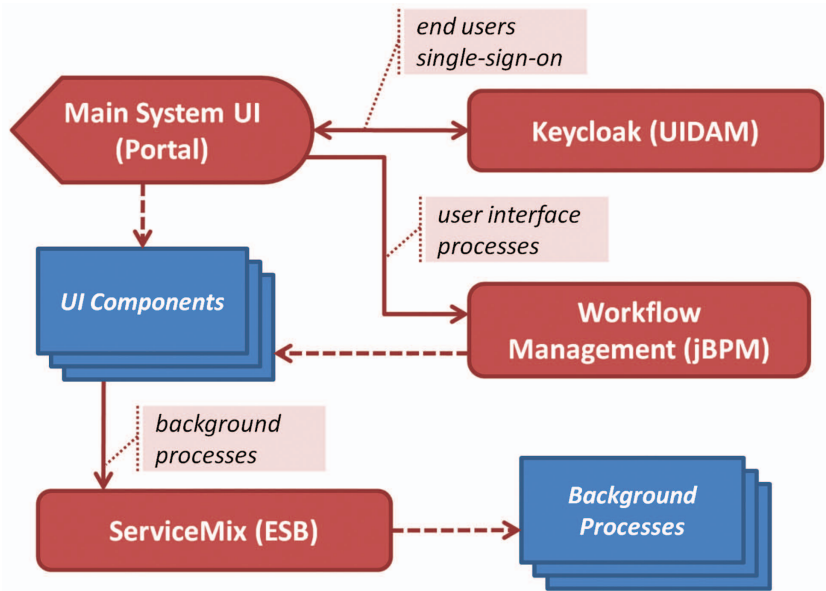 end users
single-sign-on
Main System UI
(Portal)
Keycloak (UIDAM)
user interface
processes
UI Components
Workflow
Management (jBPM)
background
processes
Background
Processes
ServiceMix (ESB)